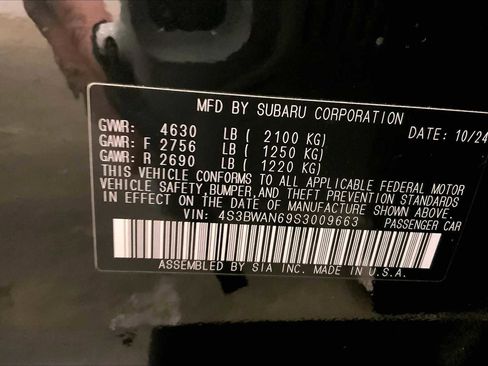 MFD BY SUBARU CORPORATION
GVWR: 4630 LB ( 2100 KG) DATE: 10/24
GAWR: F 2756 LB ( 1250 KG)
GAWR: R 2690 LB ( 1220 KG)
THIS VEHICLE CONFORMS TO ALL APPLICABLE FEDERAL MOTOR
VEHICLE SAFETY, BUMPER, AND THEFT PREVENTION STANDARDS
IN EFFECT ON THE DATE OF MANUFACTURE SHOWN ABOVE.
VIN: 4S3BWAN69S3009663 PASSENGER CAR
ASSEMBLED BY SIA INC. MADE IN U.S.A.